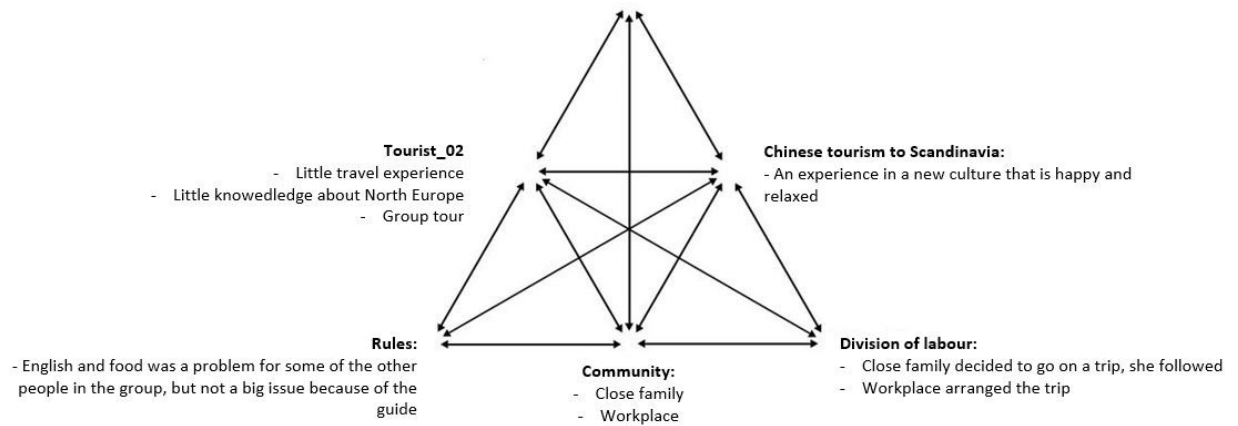 Tourist_02
- Little travel experience
- Little knowedledge about North Europe
- Group tour
Chinese tourism to Scandinavia:
- An experience in a new culture that is happy and
relaxed
Rules:
- English and food was a problem for some of the other
people in the group, but not a big issue because of the
guide
Community:
- Close family
- Workplace
Division of labour:
- Close family decided to go on a trip, she followed
- Workplace arranged the trip